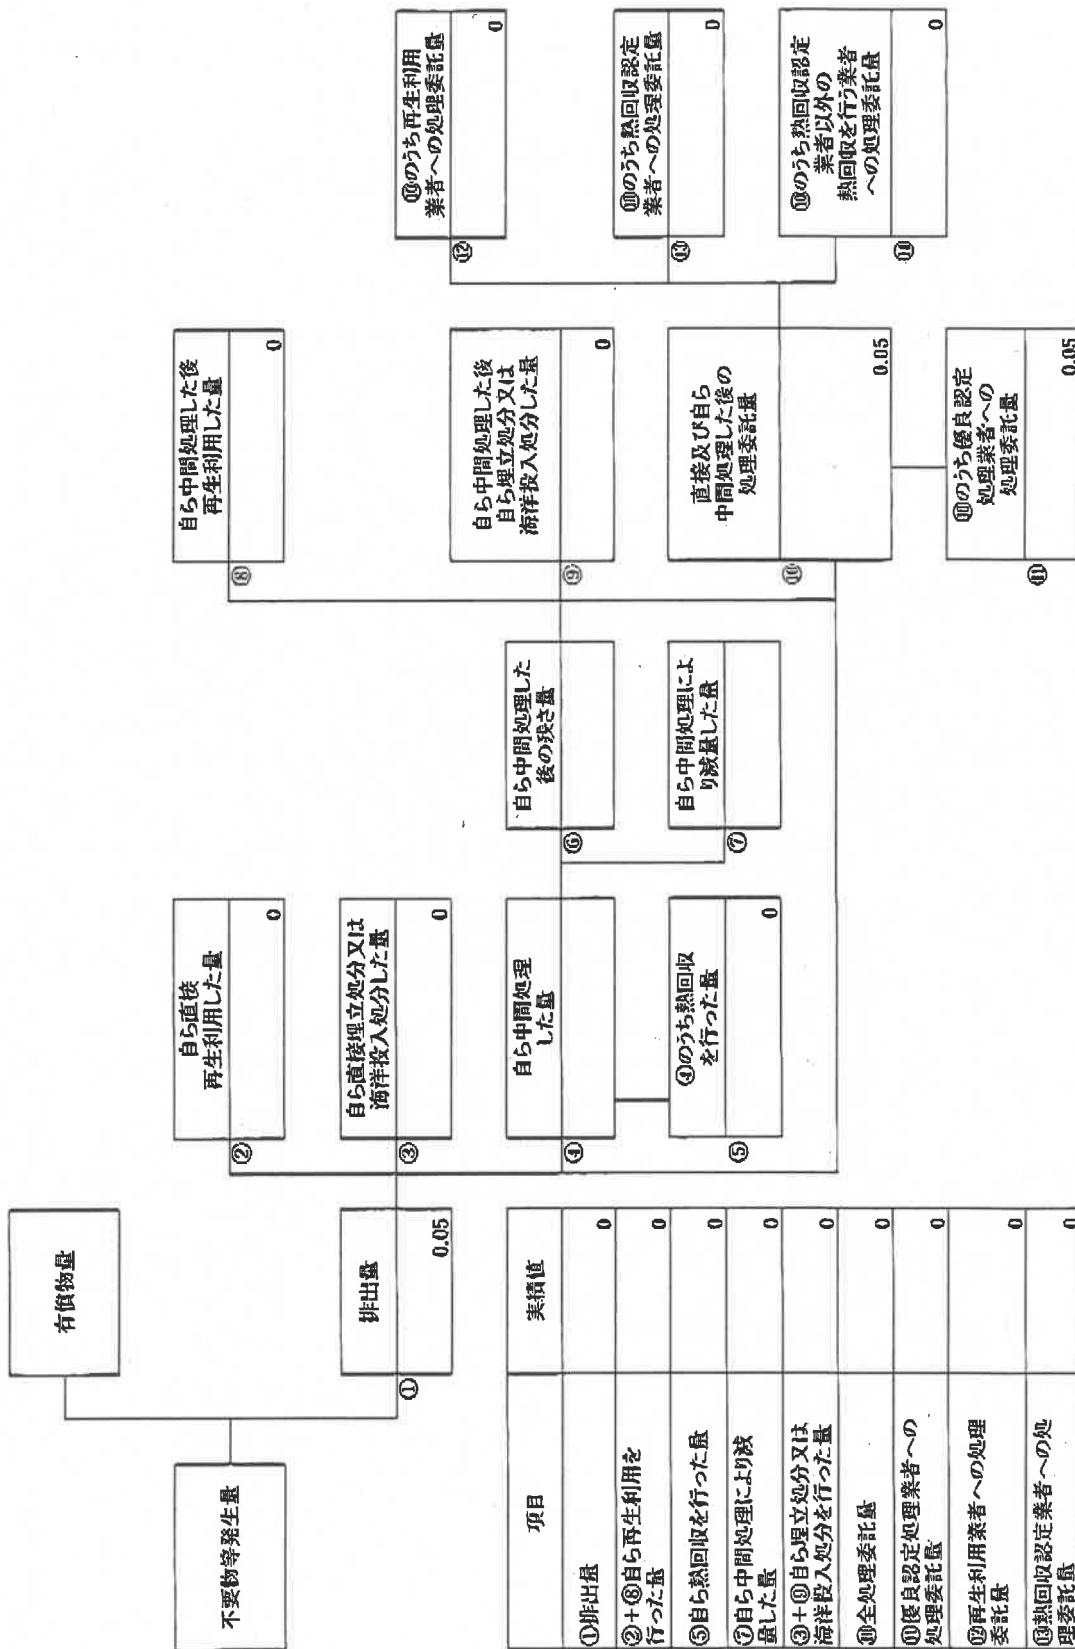 不要物等発生量
有償物量
①
排出量
0.05
②
自ら直接
再生利用した量
0
③
自ら直接埋立処分又は
海洋投入処分した量
0
④
自ら中間処理
した量
⑤
④のうち熱回収
を行った量
0
⑥
自ら中間処理した
後の残さ量
⑦
自ら中間処理によ
り減量した量
⑧
自ら中間処理した後
再生利用した量
0
⑨
自ら中間処理した後
自ら埋立処分又は
海洋投入処分した量
0
⑩
直接及び自ら
中間処理した後の
処理委託量
0.05
⑪
⑩のうち優良認定
処理業者への
処理委託量
0.05
⑫
⑩のうち再生利用
業者への処理委託量
0
⑬
⑩のうち熱回収認定
業者への処理委託量
0
⑭
⑩のうち熱回収認定
業者以外の
熱回収を行う業者
への処理委託量
0
項目
実績値
①排出量
0
②+⑧自ら再生利用を
行った量
0
⑤自ら熱回収を行った量
0
⑦自ら中間処理により減
量した量
0
③+⑨自ら埋立処分又は
海洋投入処分を行った量
0
⑩全処理委託量
0
⑪優良認定処理業者への
処理委託量
0
⑫再生利用業者への処理
委託量
0
⑬熱回収認定業者への処
理委託量
0